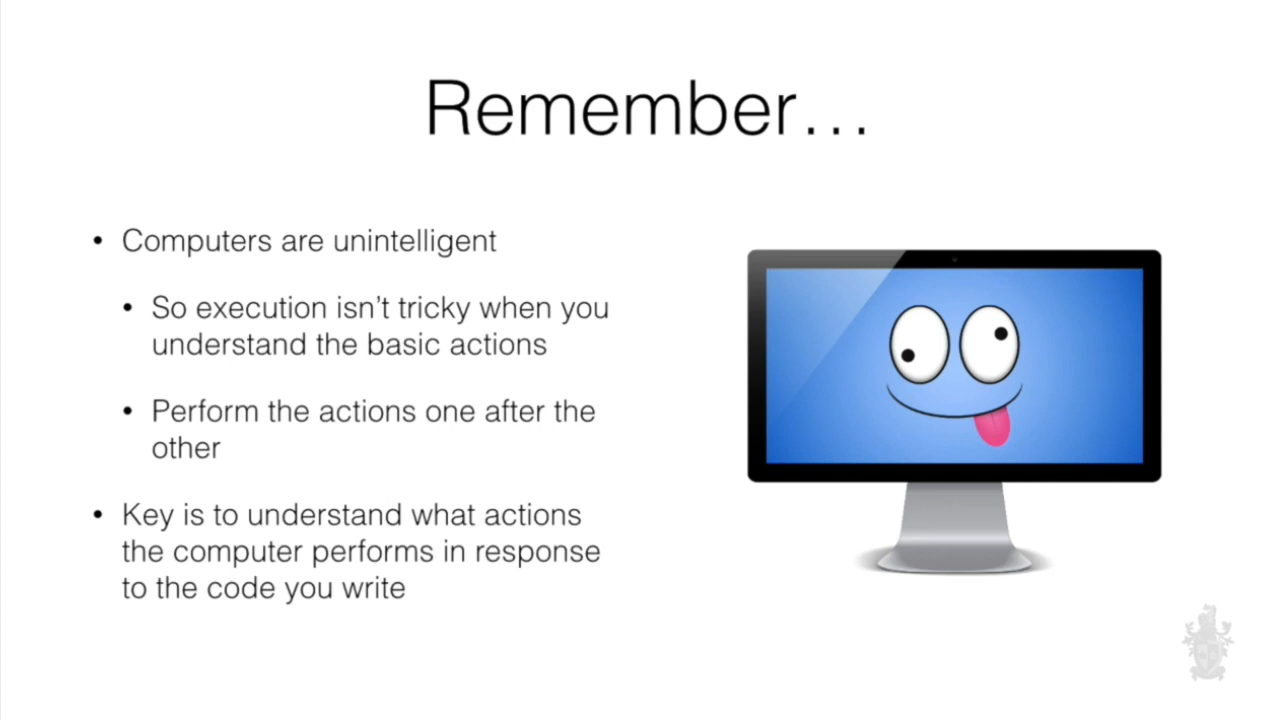 Remember…
• Computers are unintelligent
• So execution isn't tricky when you
understand the basic actions
• Perform the actions one after the
other
• Key is to understand what actions
the computer performs in response
to the code you write